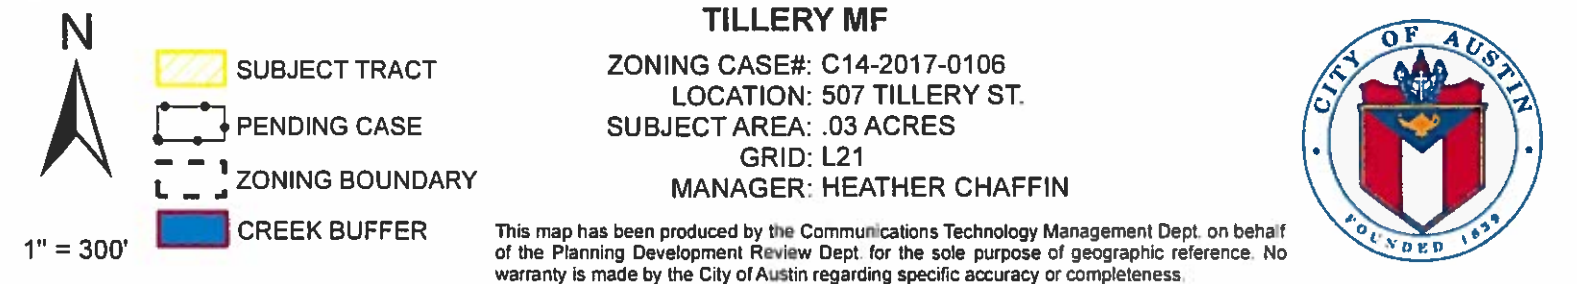 N
1" = 300'
SUBJECT TRACT
PENDING CASE
ZONING BOUNDARY
CREEK BUFFER
TILLERY MF
ZONING CASE#: C14-2017-0106
LOCATION: 507 TILLERY ST.
SUBJECT AREA: .03 ACRES
GRID: L21
MANAGER: HEATHER CHAFFIN
This map has been produced by the Communications Technology Management Dept. on behalf
of the Planning Development Review Dept. for the sole purpose of geographic reference. No
warranty is made by the City of Austin regarding specific accuracy or completeness.
CITY OF AUSTIN
FOUNDED 1839